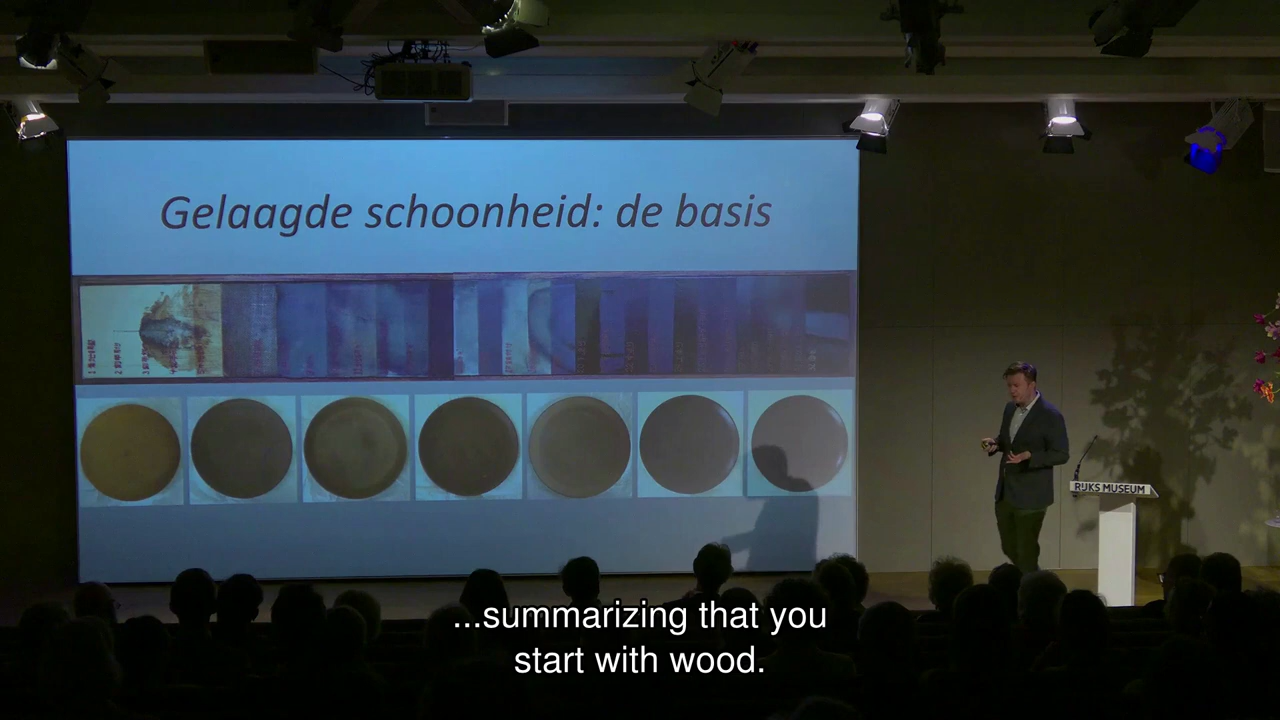 Gelaagde schoonheid: de basis
RIJKS MUSEUM
...summarizing that you
start with wood.